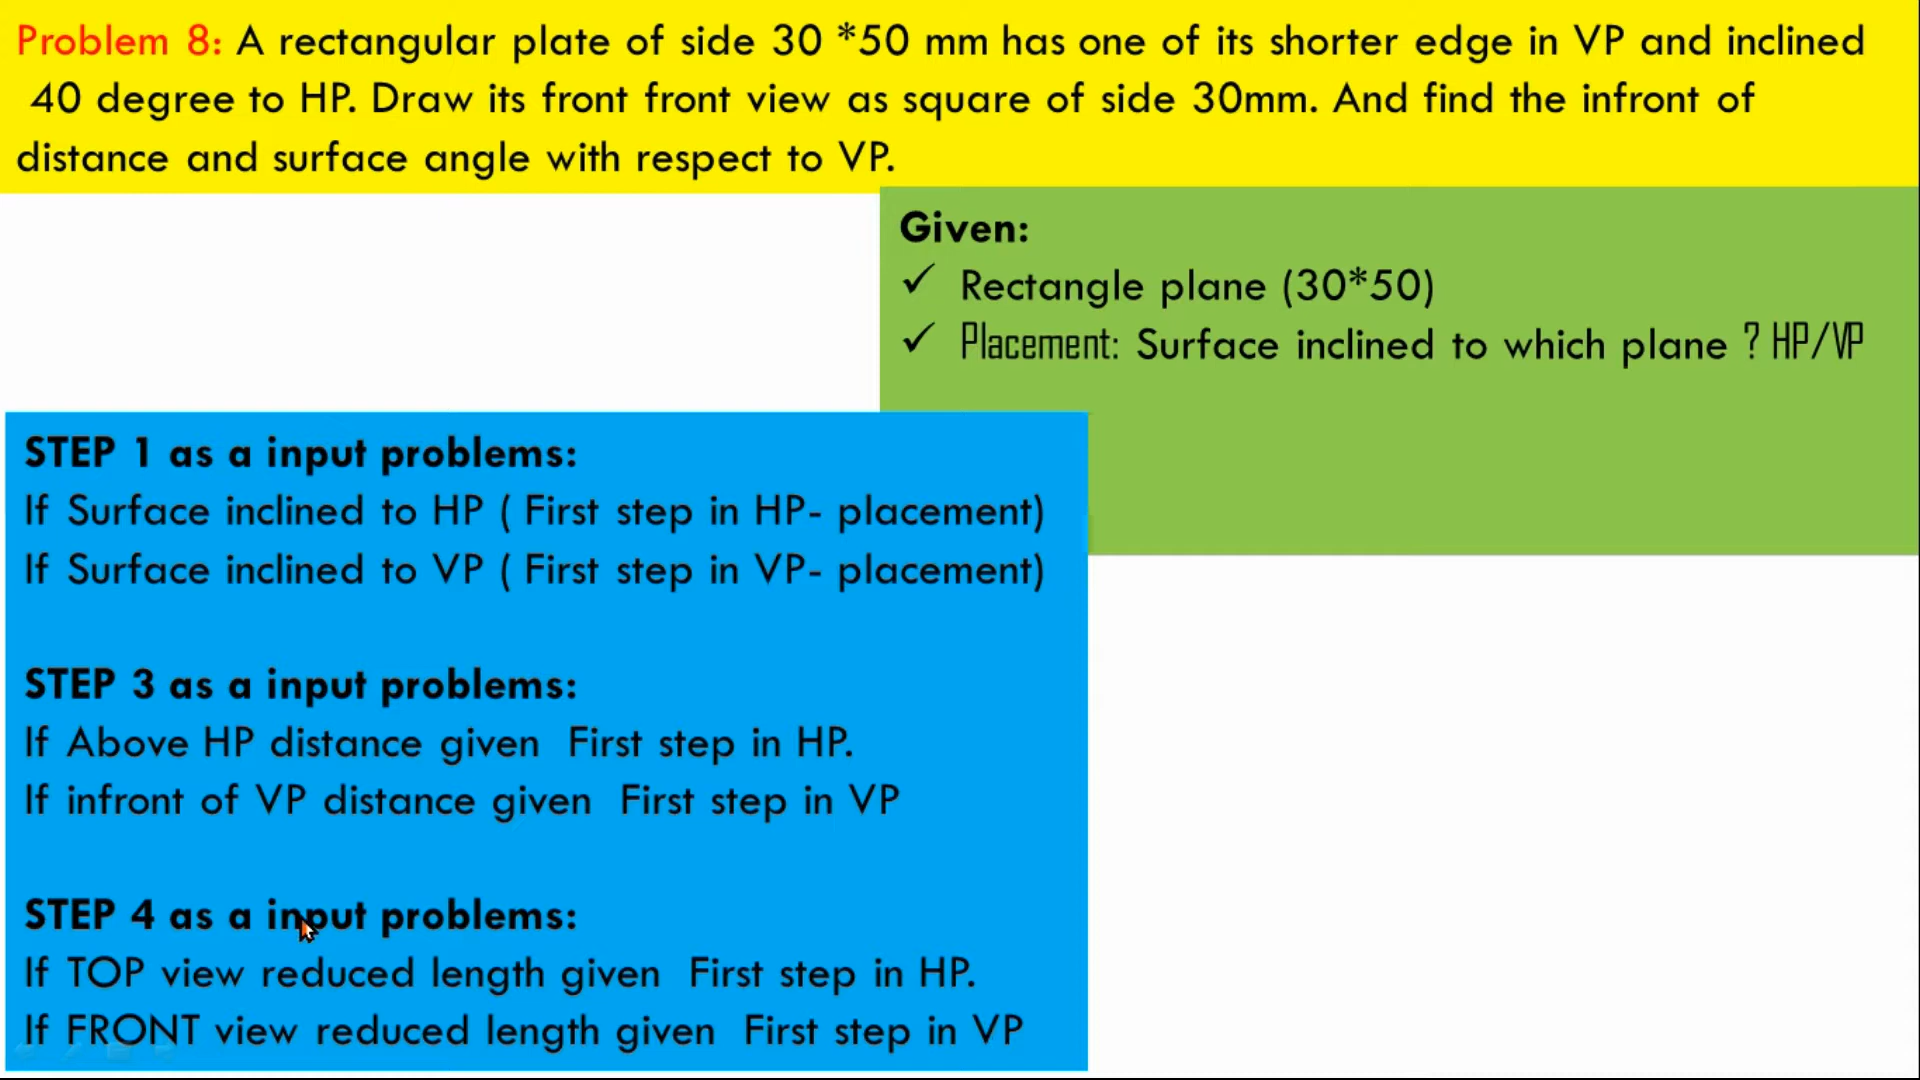 Problem 8: A rectangular plate of side 30 *50 mm has one of its shorter edge in VP and inclined
40 degree to HP. Draw its front front view as square of side 30mm. And find the infront of
distance and surface angle with respect to VP.
Given:
✓ Rectangle plane (30*50)
✓ Placement: Surface inclined to which plane ? HP/VP
STEP 1 as a input problems:
If Surface inclined to HP ( First step in HP- placement)
If Surface inclined to VP ( First step in VP- placement)
STEP 3 as a input problems:
If Above HP distance given First step in HP.
If infront of VP distance given First step in VP
STEP 4 as a input problems:
If TOP view reduced length given First step in HP.
If FRONT view reduced length given First step in VP